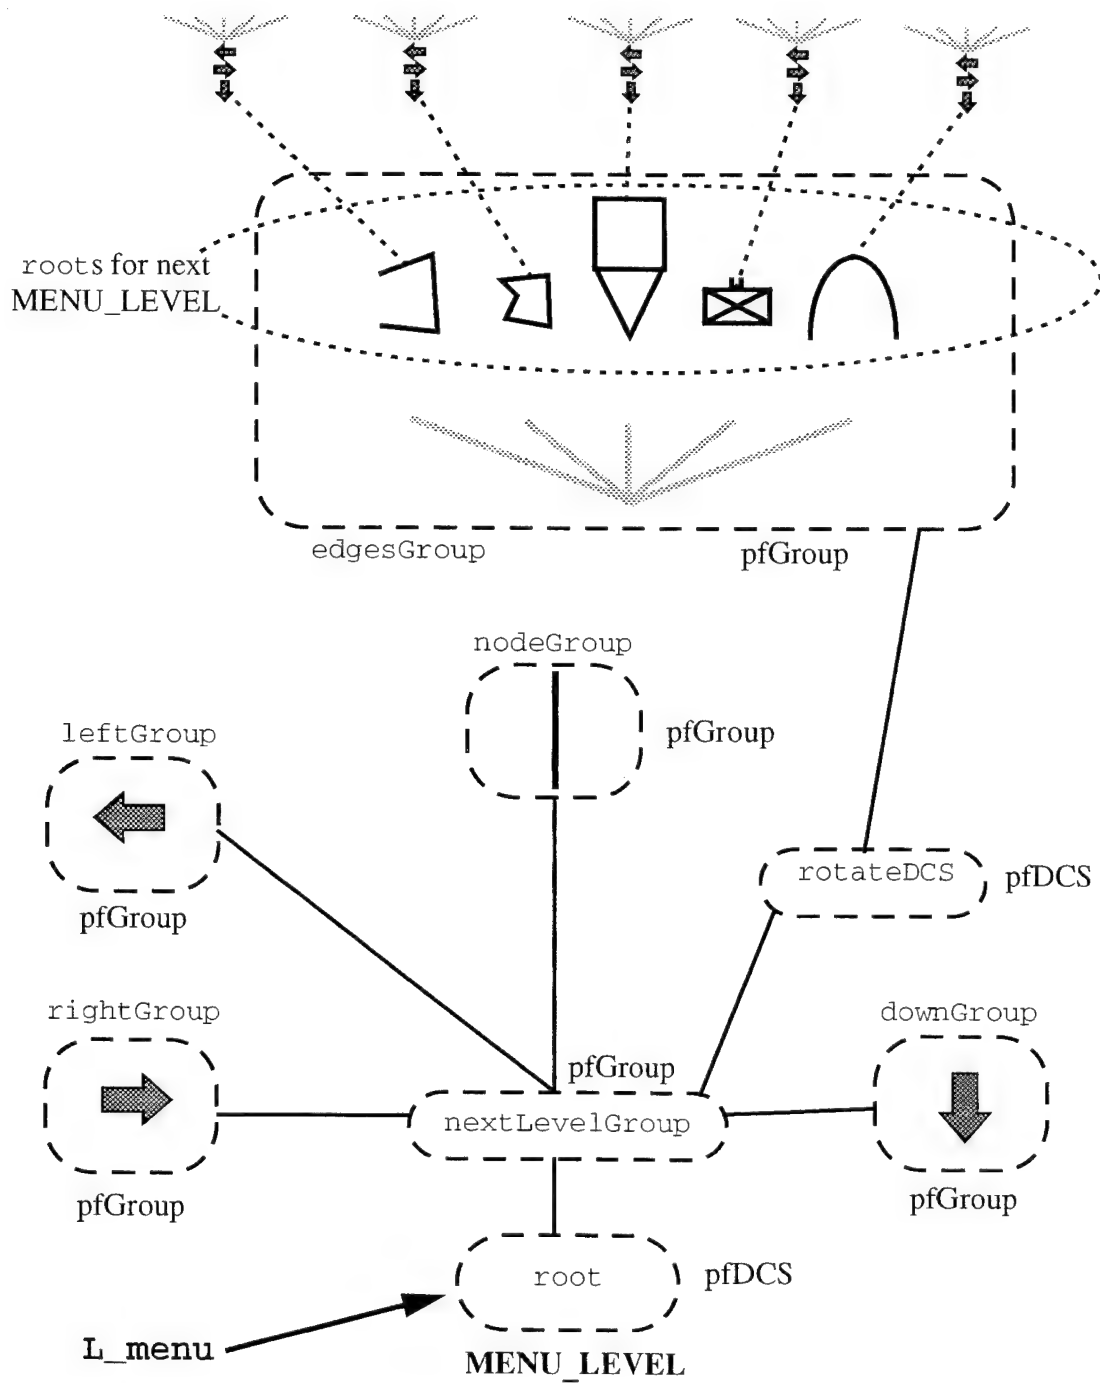 roots for next
MENU_LEVEL
edgesGroup
pfGroup
nodeGroup
pfGroup
leftGroup
pfGroup
rotateDCS
pfDCS
rightGroup
pfGroup
downGroup
pfGroup
pfGroup
nextLevelGroup
root
pfDCS
L_menu
MENU_LEVEL